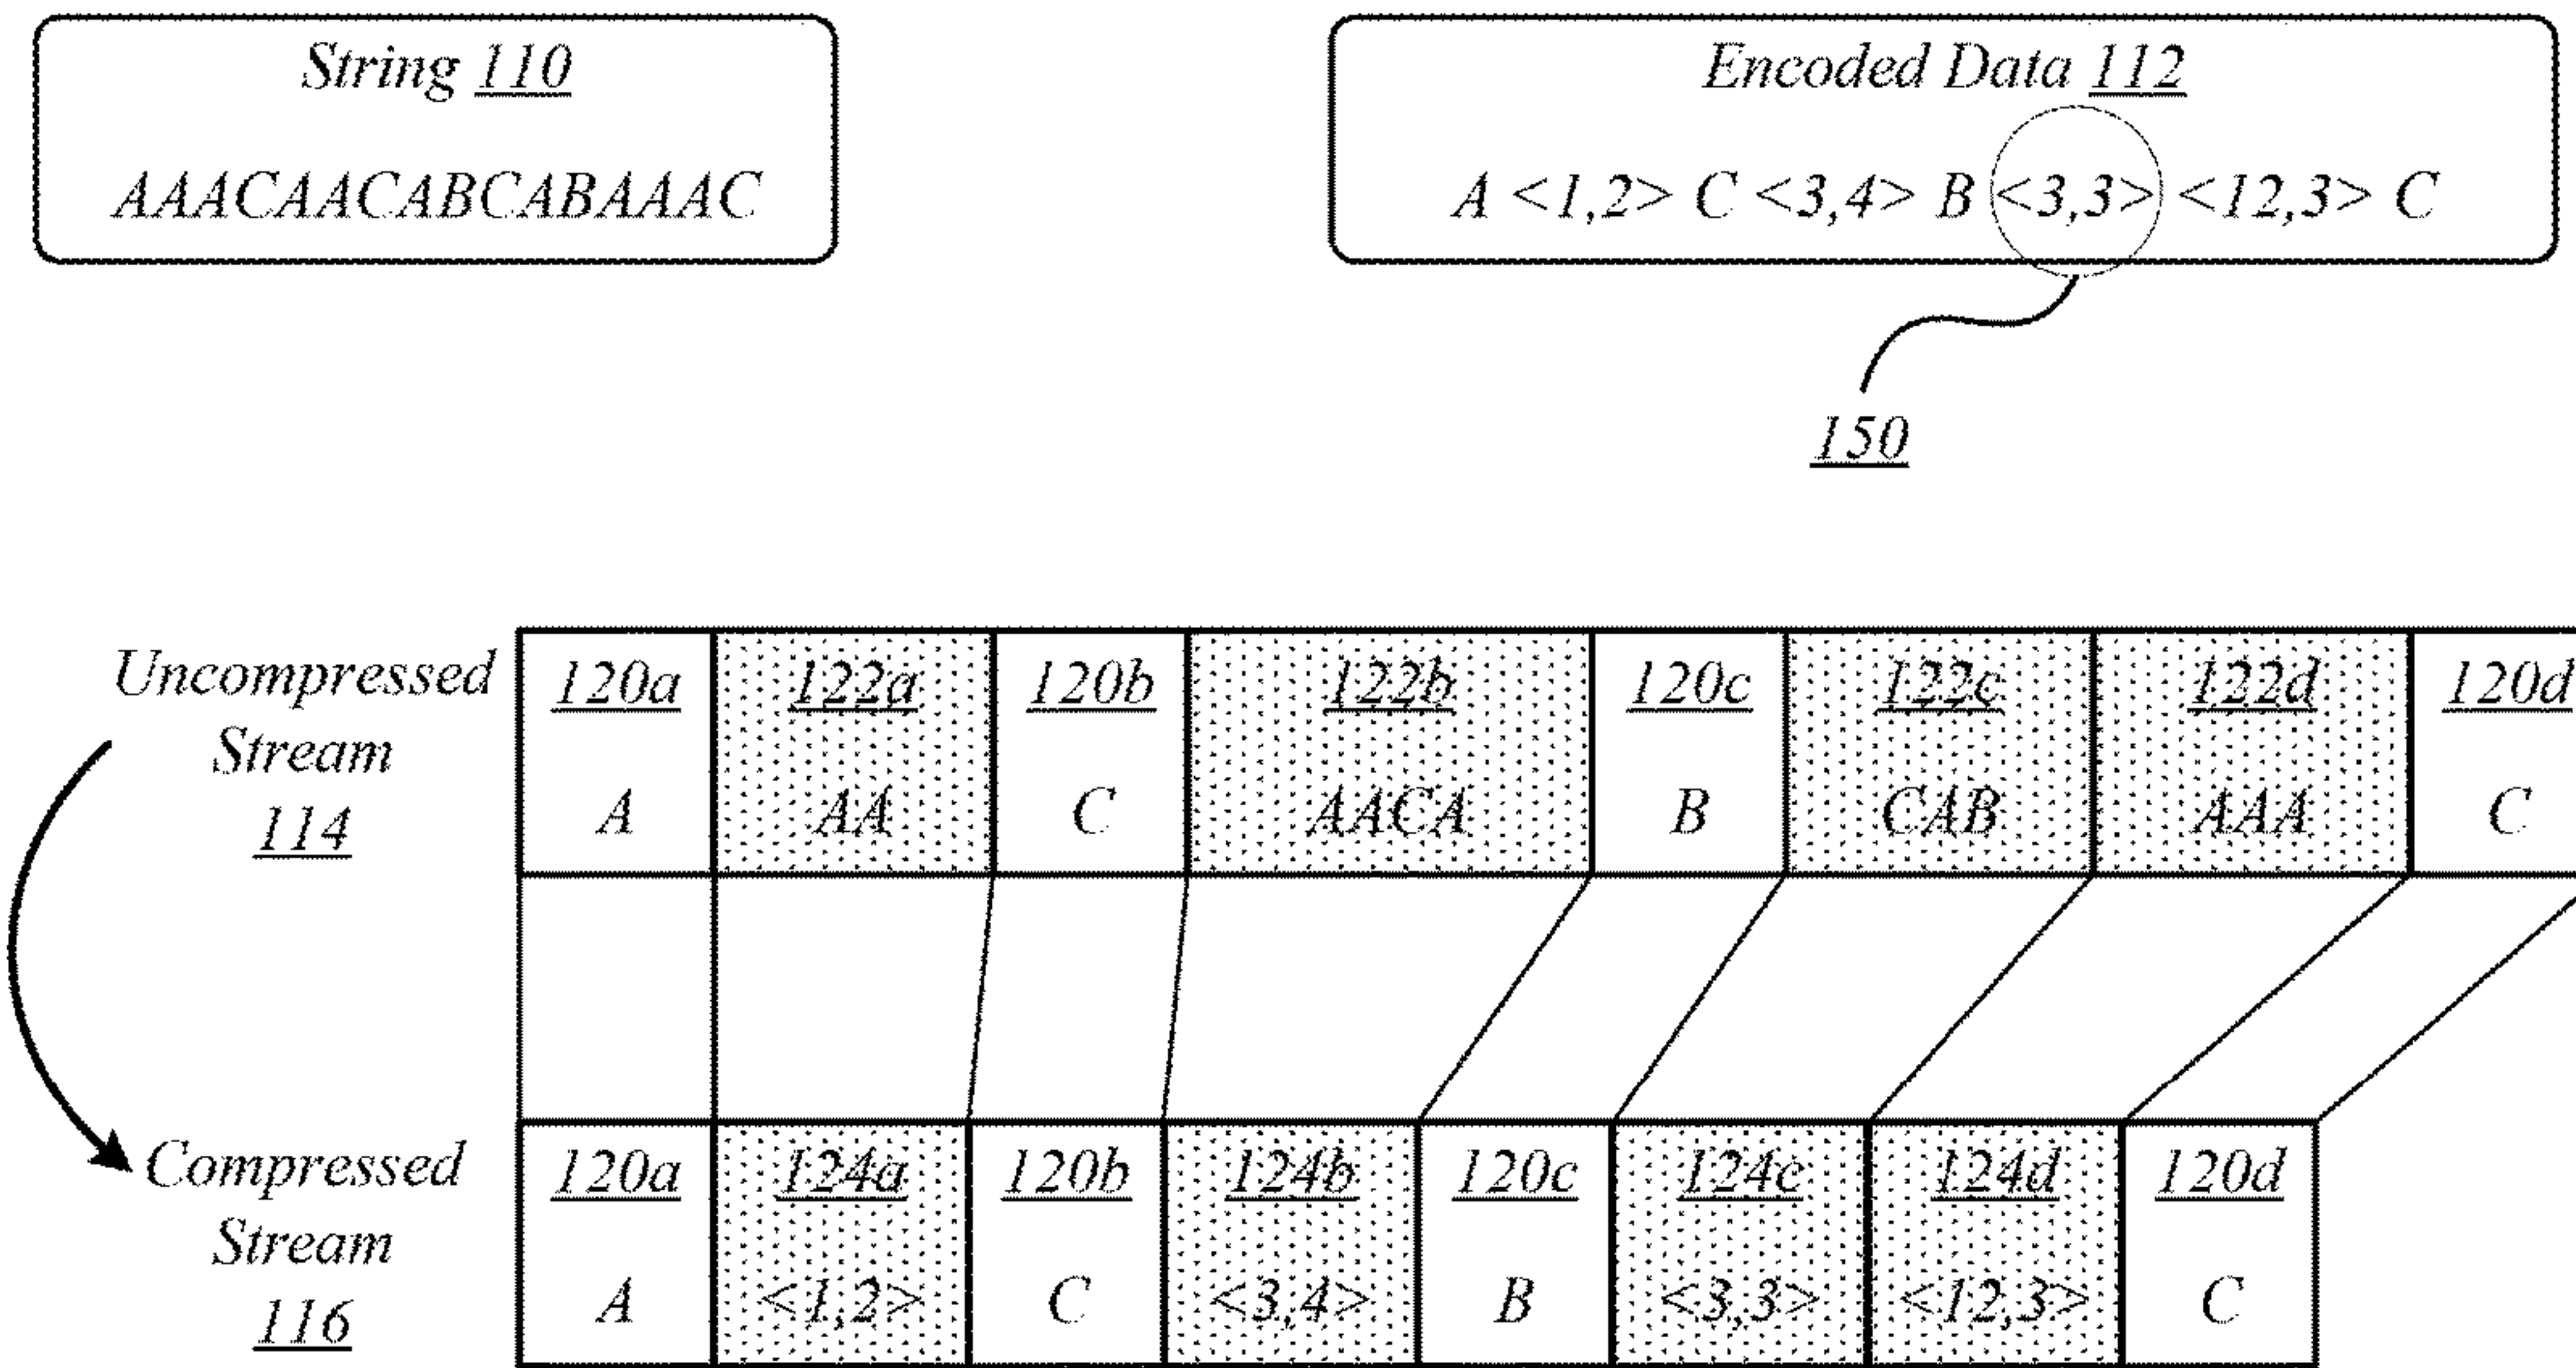 String 110
AAACAACABCABAAAC
Encoded Data 112
A <1,2> C <3,4> B <3,3> <12,3> C
150
Uncompressed
Stream
114
120a 122a 120b 122b 120c 122c 122d 120d
A AA C AACA B CAB AAA C
Compressed
Stream
116
120a 124a 120b 124b 120c 124c 124d 120d
A <1,2> C <3,4> B <3,3> <12,3> C